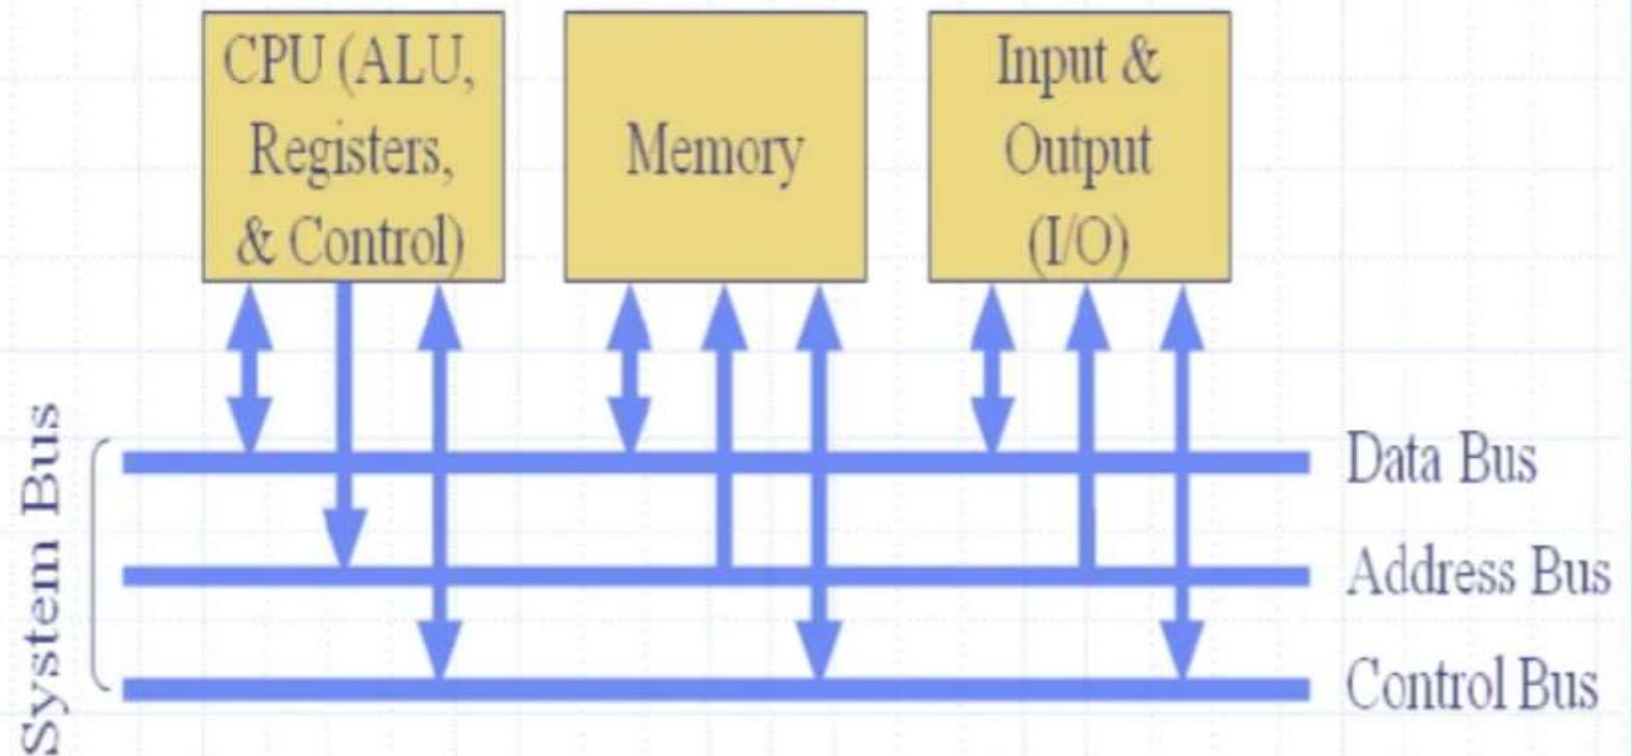 CPU (ALU,
Registers,
& Control)
Memory
Input &
Output
(I/O)
System Bus
Data Bus
Address Bus
Control Bus